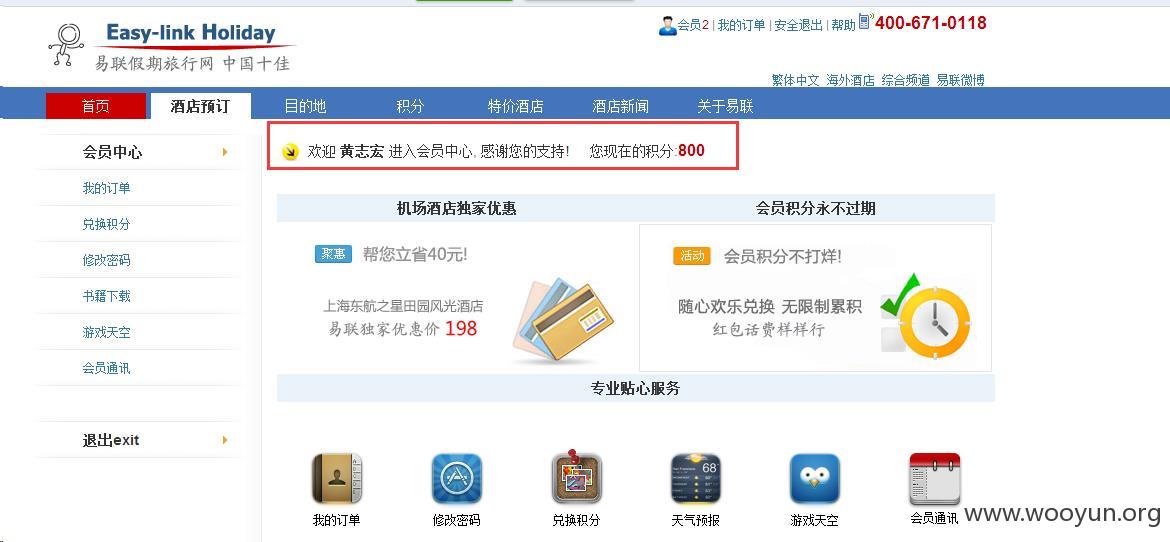 Easy-link Holiday
易联假期旅行网 中国十佳
会员2 | 我的订单 | 安全退出 | 帮助 400-671-0118
繁体中文 海外酒店 综合频道 易联微博
首页 酒店预订 目的地 积分 特价酒店 酒店新闻 关于易联
会员中心
我的订单
兑换积分
修改密码
书籍下载
游戏天空
会员通讯
退出exit
欢迎 黄志宏 进入会员中心, 感谢您的支持! 您现在的积分:800
机场酒店独家优惠
会员积分永不过期
聚惠 帮您立省40元!
上海东航之星田园风光酒店
易联独家优惠价 198
活动 会员积分不打烊!
随心欢乐兑换 无限制累积
红包话费样样行
专业贴心服务
68°
我的订单 修改密码 兑换积分 天气预报 游戏天空 会员通讯
www.wooyun.org